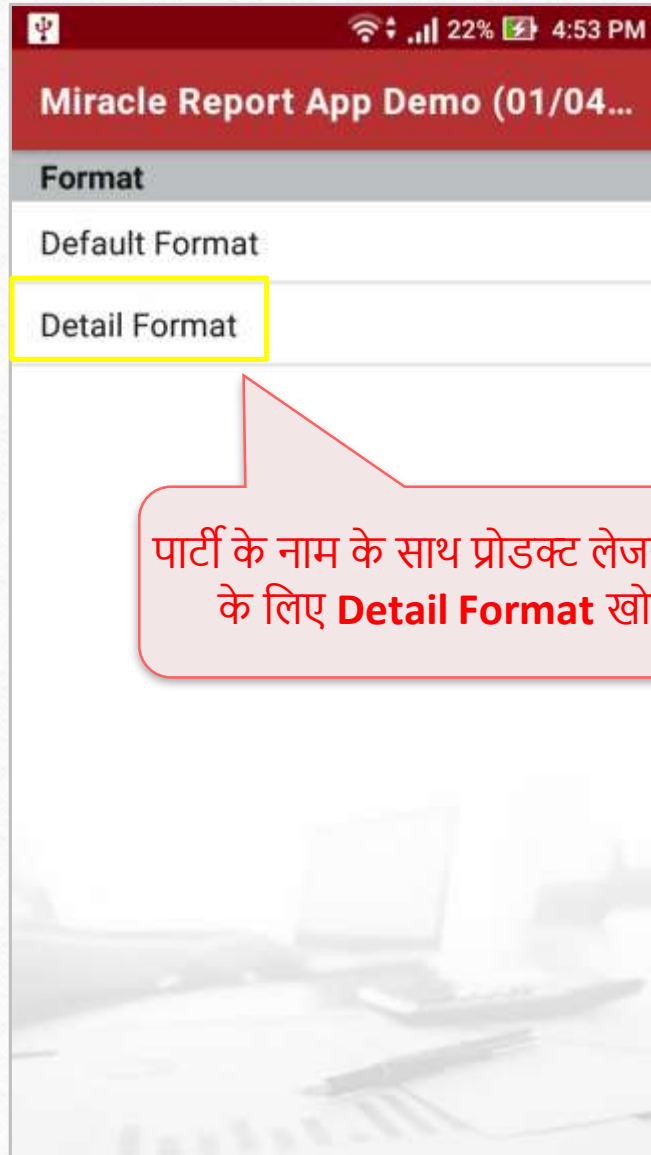 22% 4:53 PM
Miracle Report App Demo (01/04...
Format
Default Format
Detail Format
पार्टी के नाम के साथ प्रोडक्ट
के लिए Detail Format